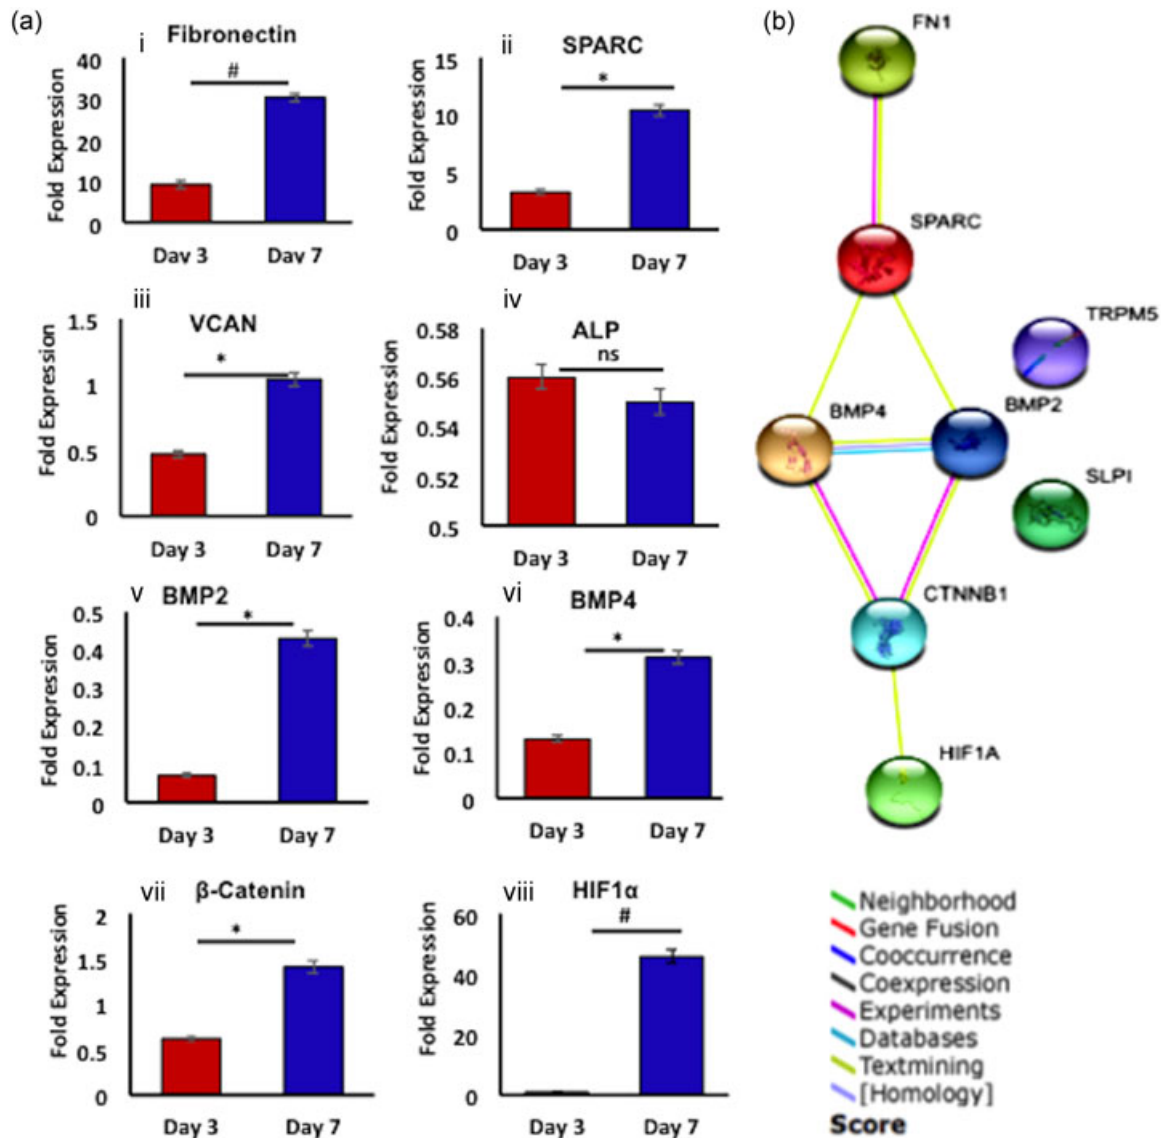 (a)
i
Fibronectin
#
Fold Expression
40
30
20
10
0
Day 3
Day 7
ii
SPARC
*
Fold Expression
15
10
5
0
Day 3
Day 7
iii
VCAN
*
Fold Expression
1.5
1
0.5
0
Day 3
Day 7
iv
ALP
ns
Fold Expression
0.58
0.56
0.54
0.52
0.5
Day 3
Day 7
v
BMP2
*
Fold Expression
0.5
0.4
0.3
0.2
0.1
0
Day 3
Day 7
vi
BMP4
*
Fold Expression
0.4
0.3
0.2
0.1
0
Day 3
Day 7
vii
β-Catenin
*
Fold Expression
2
1.5
1
0.5
0
Day 3
Day 7
viii
HIF1α
#
Fold Expression
60
40
20
0
Day 3
Day 7
(b)
FN1
SPARC
TRPM5
BMP4
BMP2
SLPI
CTNNB1
HIF1A
Neighborhood
Gene Fusion
Cooccurrence
Coexpression
Experiments
Databases
Textmining
[Homology]
Score